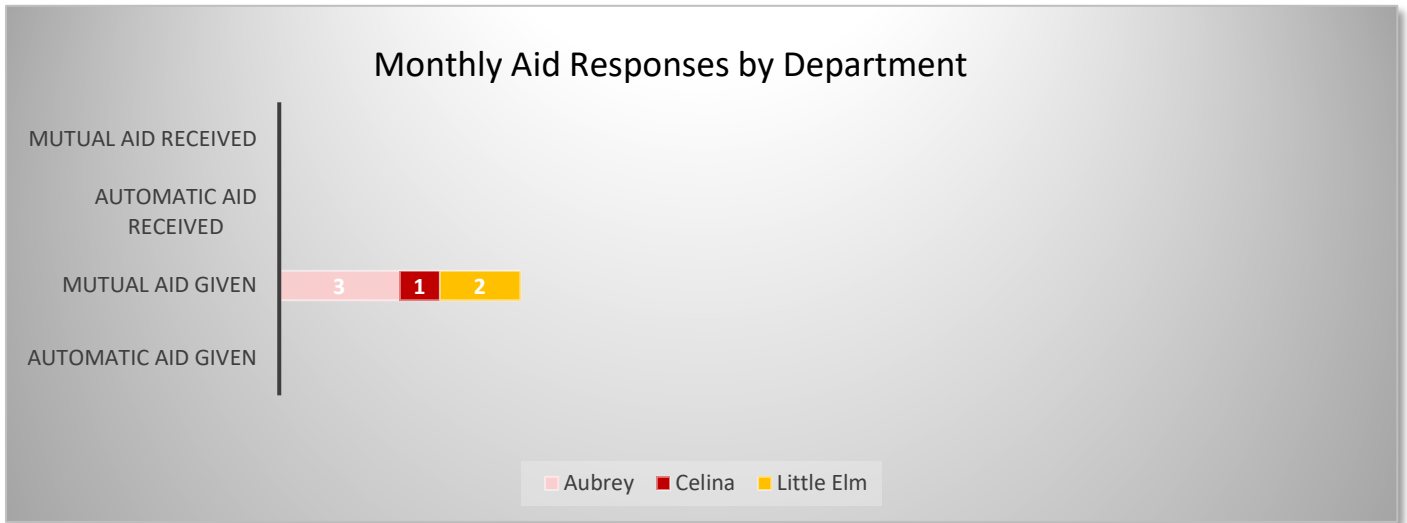 Monthly Aid Responses by Department
MUTUAL AID RECEIVED
AUTOMATIC AID
RECEIVED
MUTUAL AID GIVEN
3 1 2
AUTOMATIC AID GIVEN
Aubrey Celina Little Elm